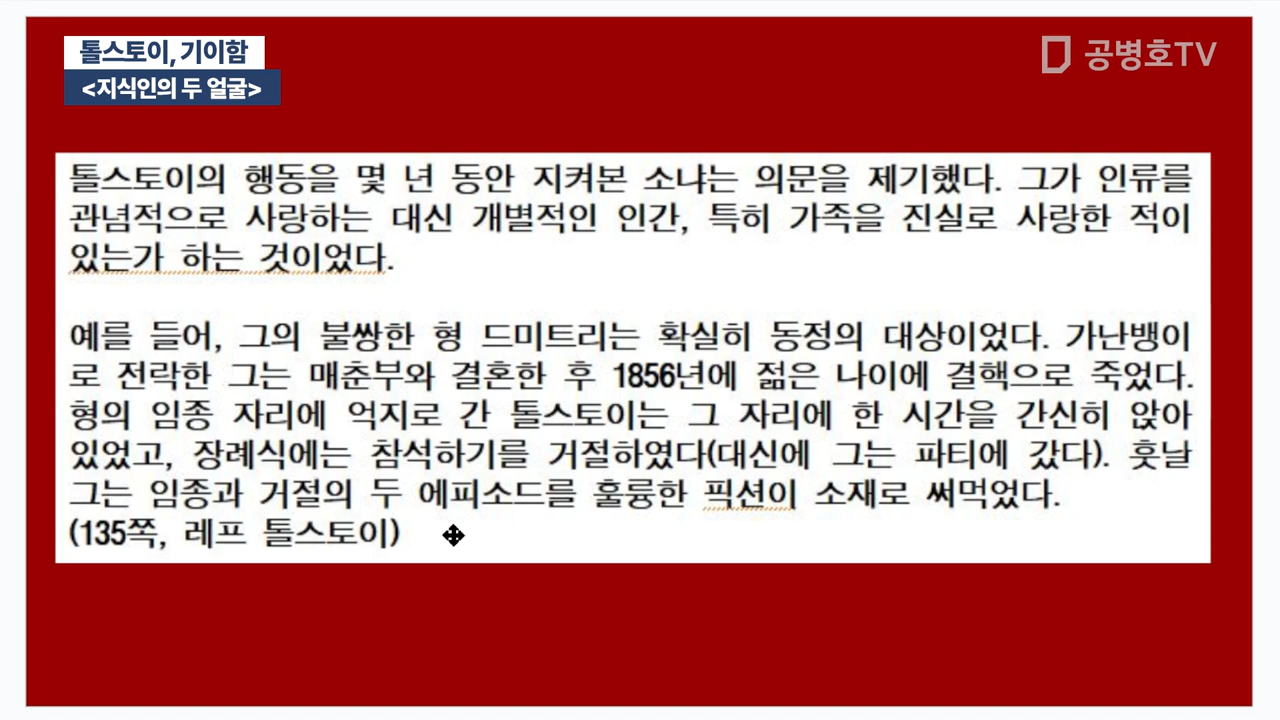 톨스토이, 기이함
<지식인의 두 얼굴>
공병호TV
톨스토이의 행동을 몇 년 동안 지켜본 소냐는 의문을 제기했다. 그가 인류를
관념적으로 사랑하는 대신 개별적인 인간, 특히 가족을 진실로 사랑한 적이
있는가 하는 것이었다.
예를 들어, 그의 불쌍한 형 드미트리는 확실히 동정의 대상이었다. 가난뱅이
로 전락한 그는 매춘부와 결혼한 후 1856년에 젊은 나이에 결핵으로 죽었다.
형의 임종 자리에 억지로 간 톨스토이는 그 자리에 한 시간을 간신히 앉아
있었고, 장례식에는 참석하기를 거절하였다(대신에 그는 파티에 갔다). 훗날
그는 임종과 거절의 두 에피소드를 훌륭한 픽션이 소재로 써먹었다.
(135쪽, 레프 톨스토이)